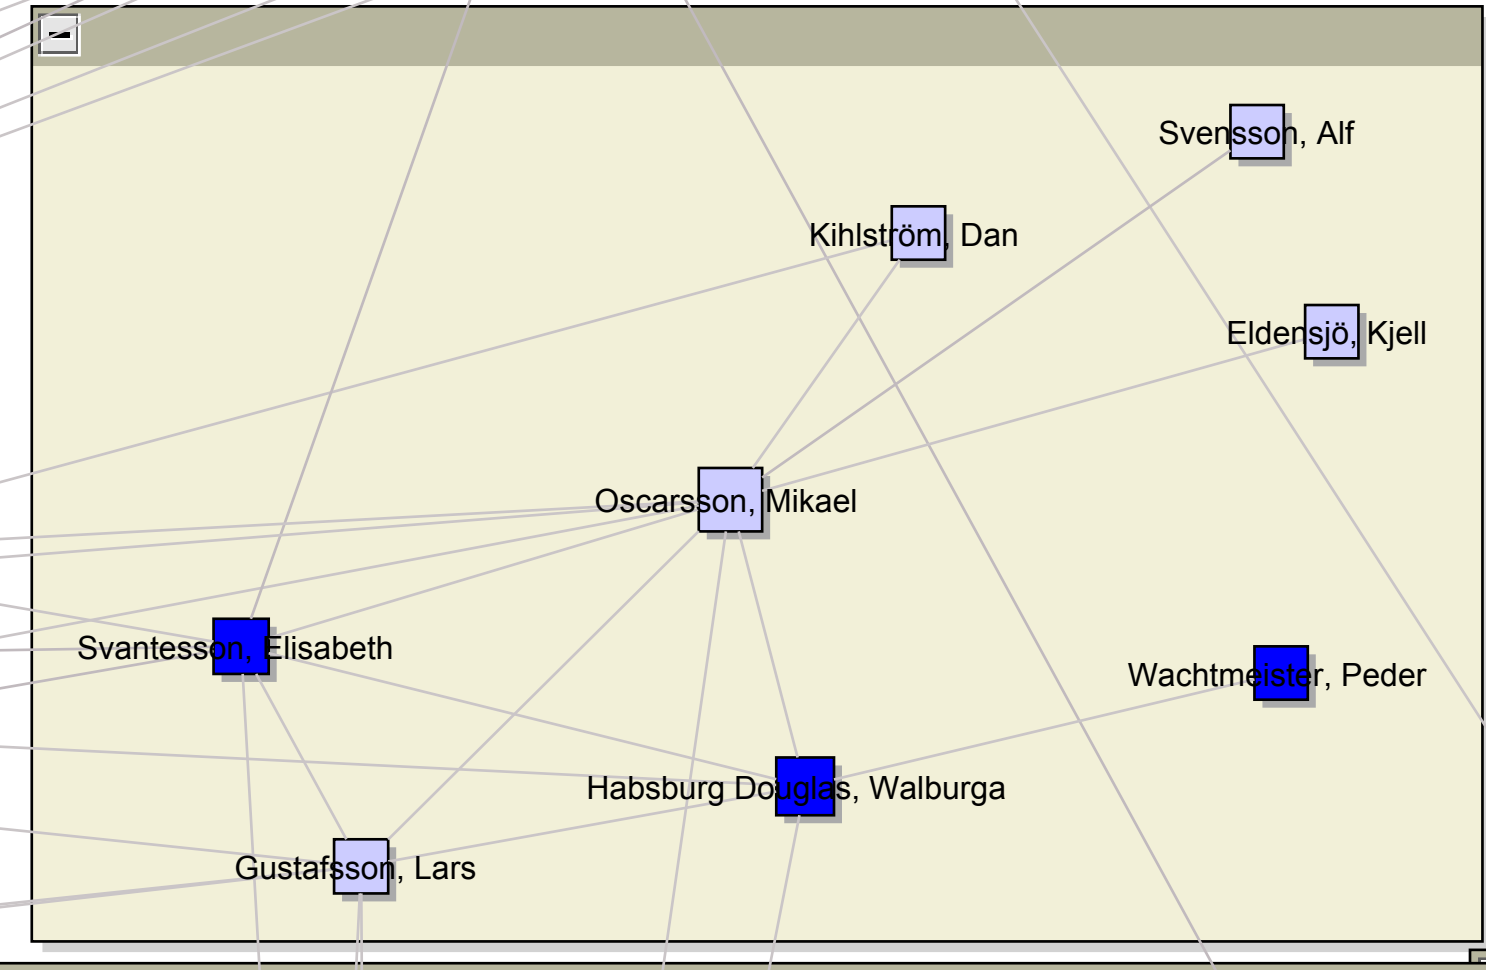 Svensson, Alf
Kihlström, Dan
Eldensjö, Kjell
Oscarsson, Mikael
Svantesson, Elisabeth
Wachtmeister, Peder
Habsburg Douglas, Walburga
Gustafsson, Lars